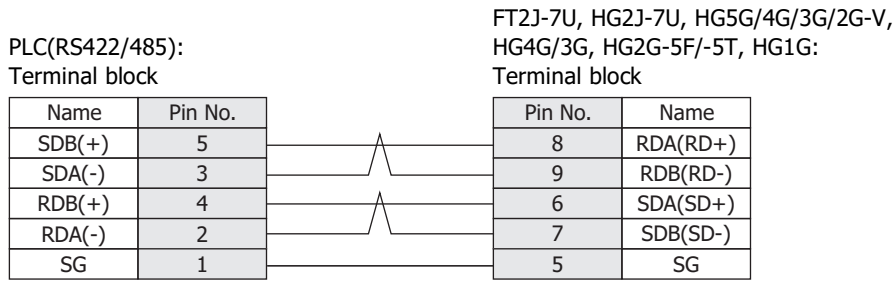 FT2J-7U, HG2J-7U, HG5G/4G/3G/2G-V,
PLC(RS422/485): HG4G/3G, HG2G-5F/-5T, HG1G:
Terminal block Terminal block
Name Pin No. Pin No. Name
SDB(+) 5 8 RDA(RD+)
SDA(-) 3 9 RDB(RD-)
RDB(+) 4 6 SDA(SD+)
RDA(-) 2 7 SDB(SD-)
SG 1 5 SG